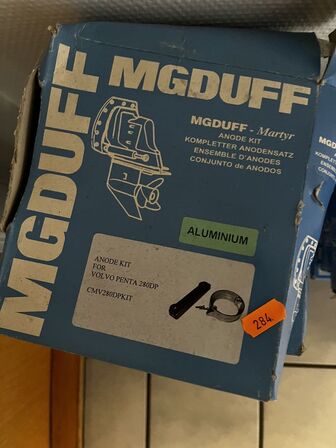 MGDUFF
MGDUFF
MGDUFF - Martyr
ANODE KIT
KOMPLETTER ANODENSATZ
ENSEMBLE D'ANODES
CONJUNTO de ANODOS
ALUMINIUM
ANODE KIT
FOR
VOLVO PENTA 280DP
CMV280DPKIT
284